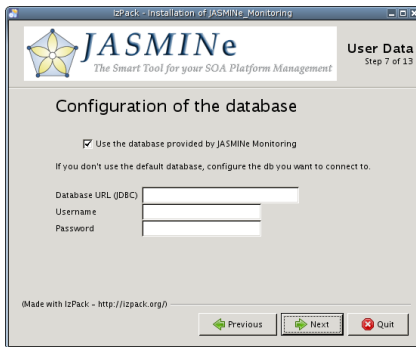 IzPack - Installation of JASMINe_Monitoring
JASMINe
The Smart Tool for your SOA Platform Management
User Data
Step 7 of 13
Configuration of the database
Use the database provided by JASMINe Monitoring
If you don't use the default database, configure the db you want to connect to.
Database URL (JDBC)
Username
Password
(Made with IzPack - http://izpack.org/)
Previous
Next
Quit